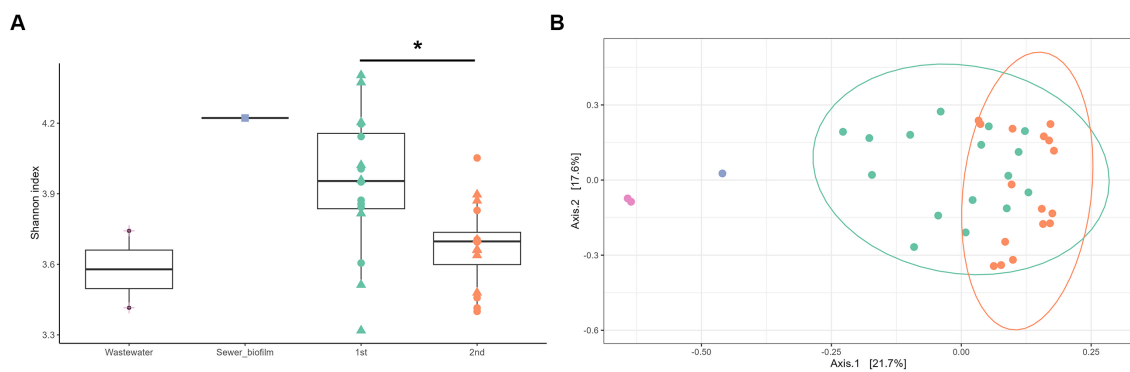 A
B
*
Shannon index
4.2
3.9
3.6
3.3
Wastewater
Sewer_biofilm
1st
2nd
Axis.2 [17.6%]
0.3
0.0
-0.3
-0.6
-0.50
-0.25
0.00
0.25
Axis.1 [21.7%]